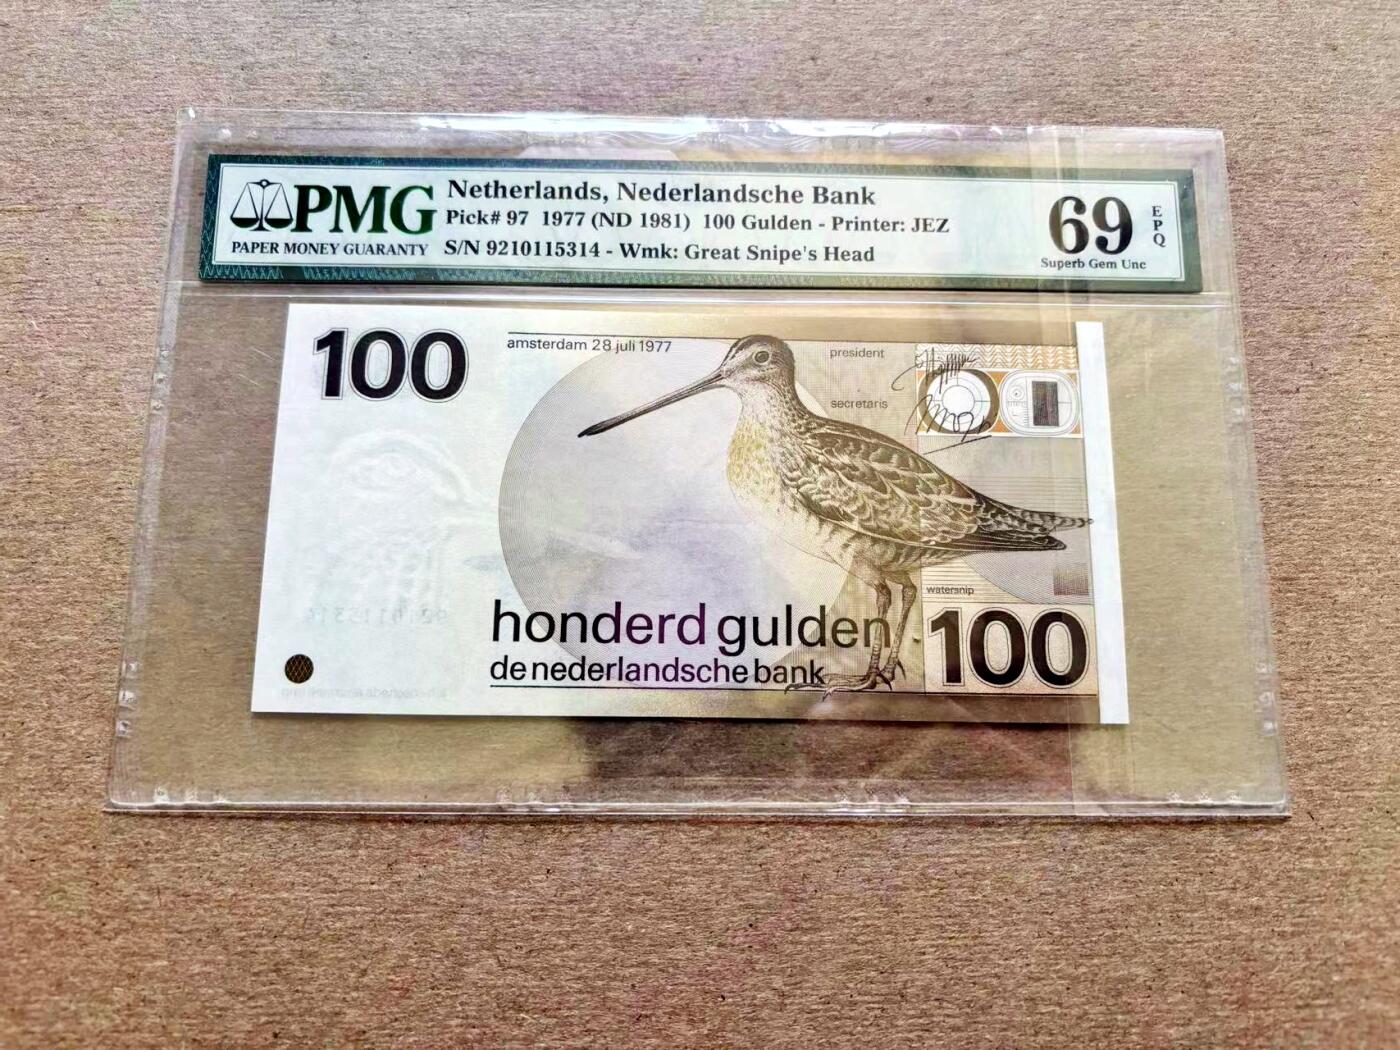 PMG
PAPER MONEY GUARANTY
Netherlands, Nederlandsche Bank
Pick# 97 1977 (ND 1981) 100 Gulden - Printer: JEZ
S/N 9210115314 - Wmk: Great Snipe's Head
69
EPQ
Superb Gem Unc
100
amsterdam 28 juli 1977
president
secretaris
watersnip
honderd gulden
de nederlandsche bank
100